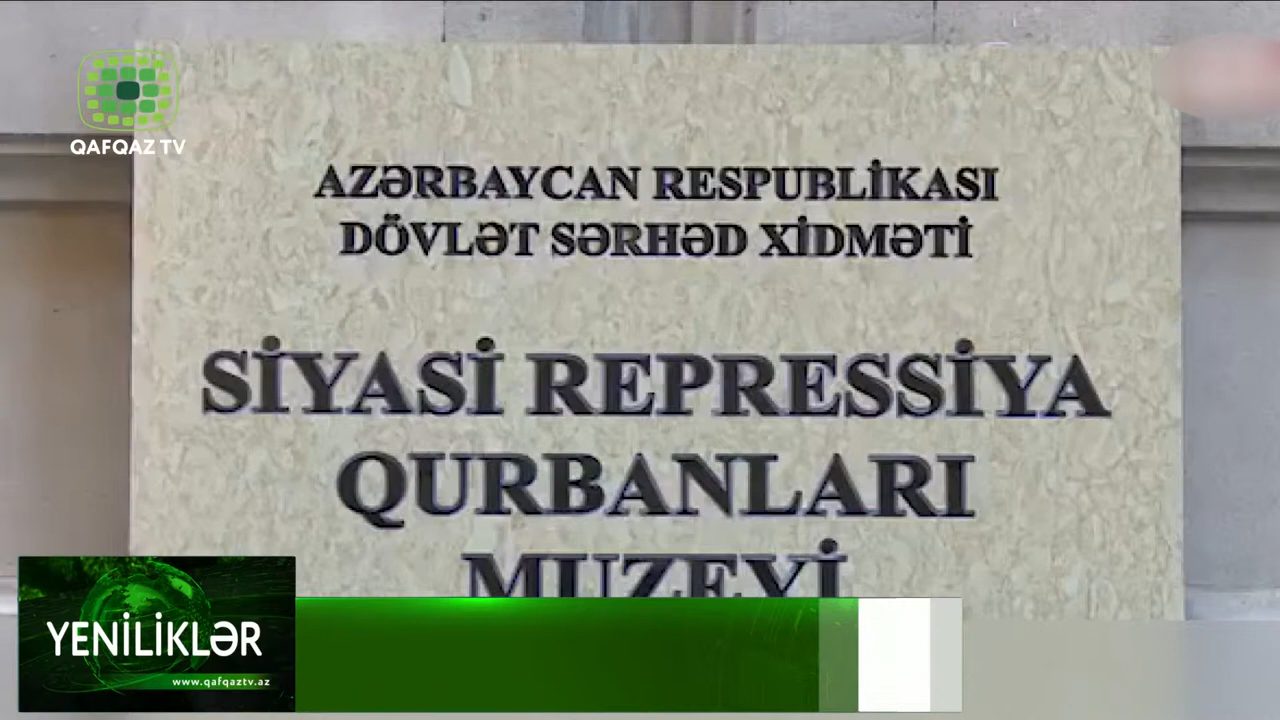 QAFQAZ TV
AZƏRBAYCAN RESPUBLİKASI
DÖVLƏT SƏRHƏD XİDMƏTİ
SİYASİ REPRESSİYA
QURBANLARI
MUZEYİ
YENİLİKLƏR
www.qafqaztv.az